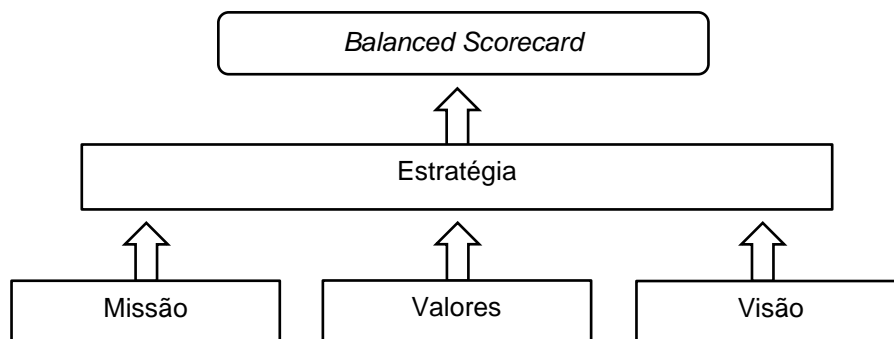 Balanced Scorecard
Estratégia
Missão
Valores
Visão